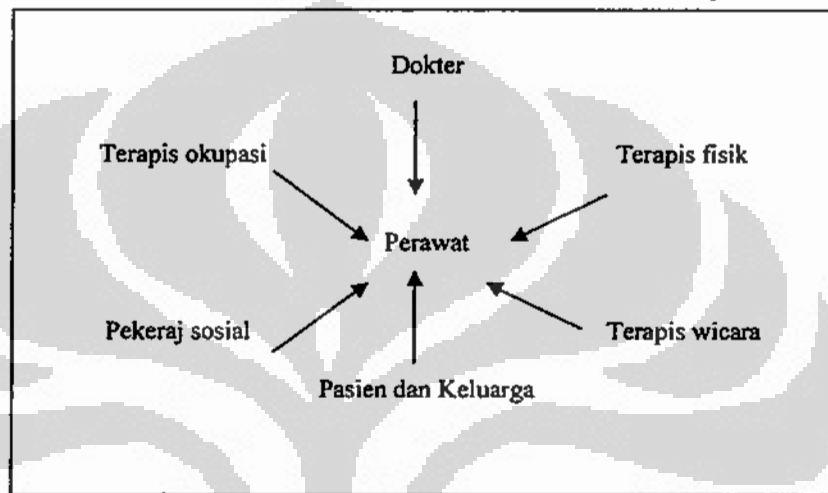 Dokter
Terapis okupasi
Terapis fisik
Perawat
Pekeraj sosial
Terapis wicara
Pasien dan Keluarga